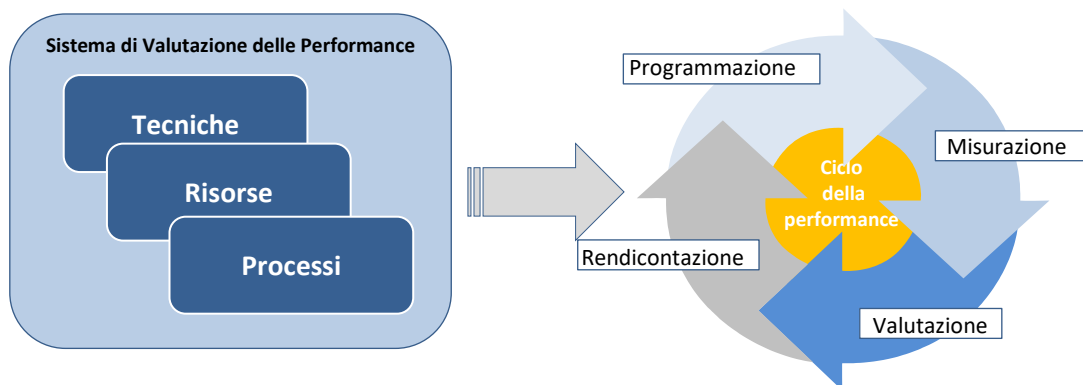 Sistema di Valutazione delle Performance
Tecniche
Risorse
Processi
Programmazione
Misurazione
Ciclo
della
performance
Rendicontazione
Valutazione